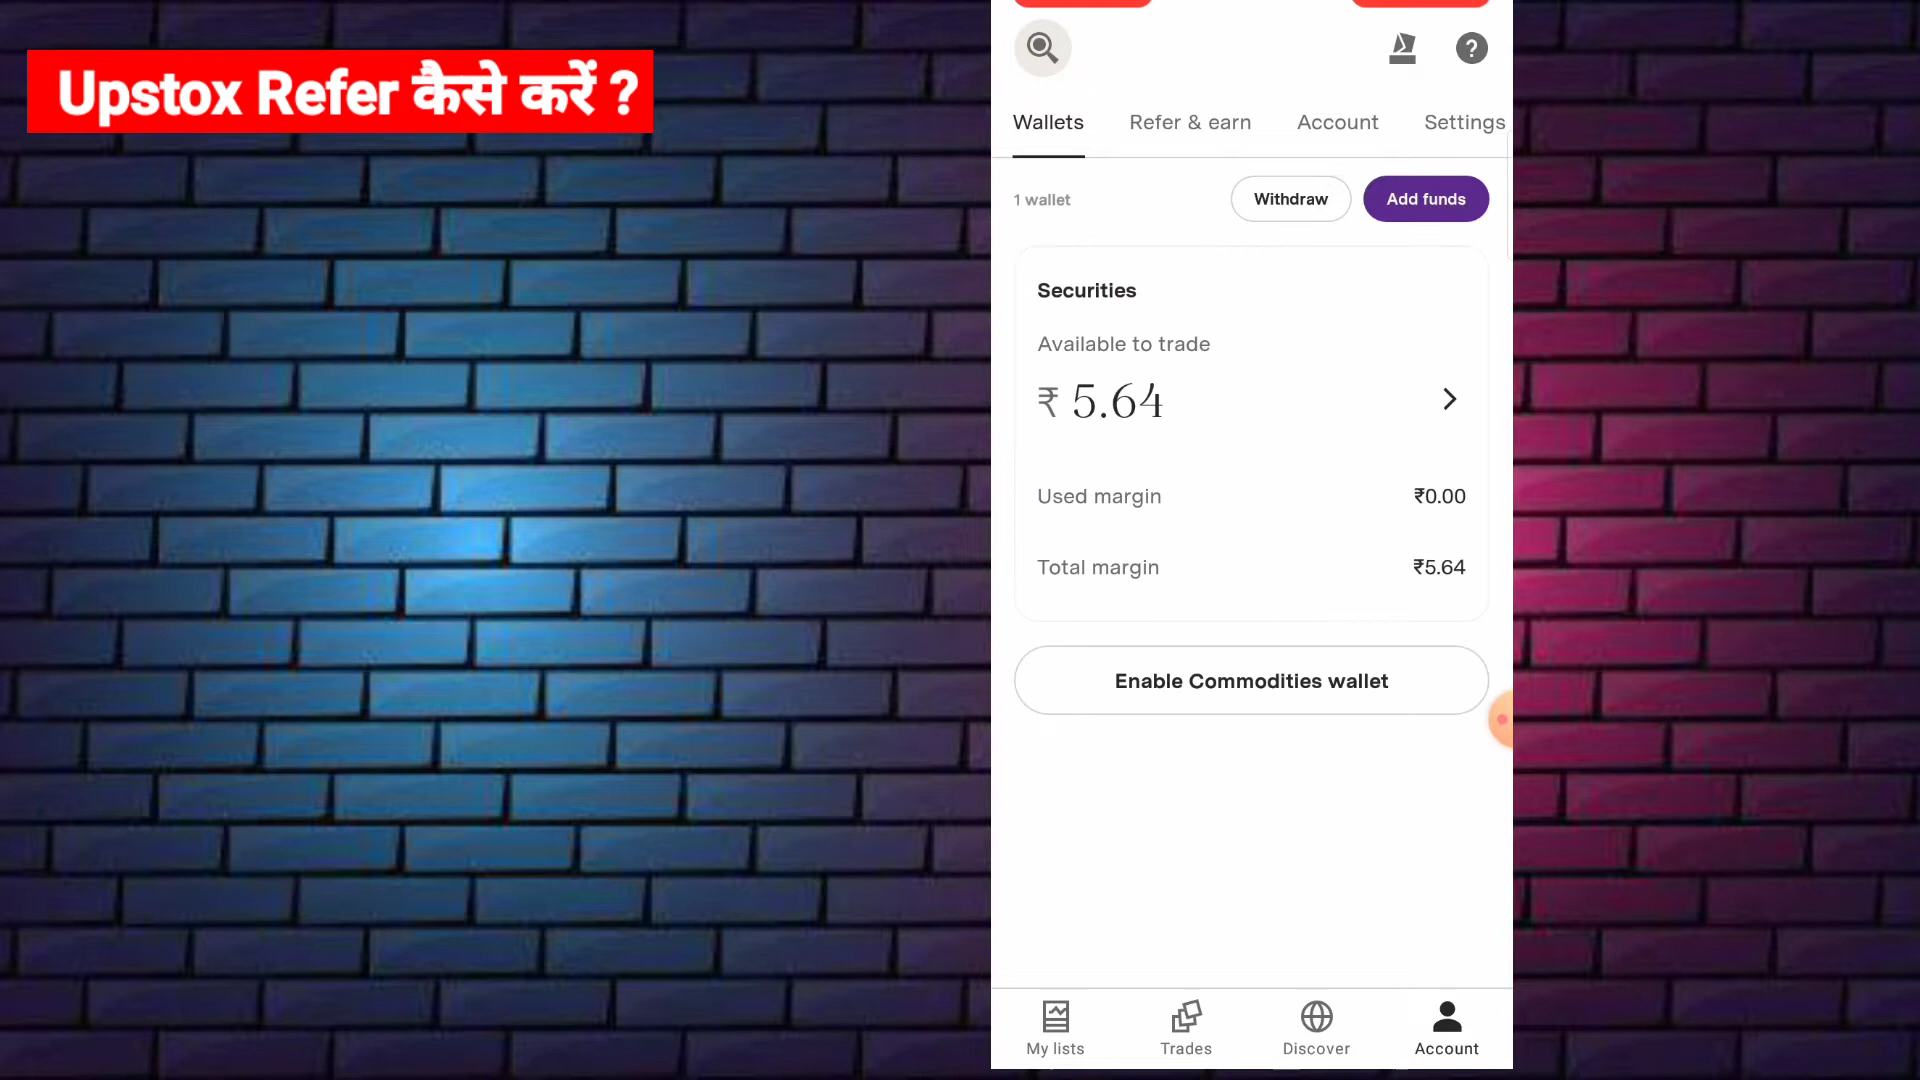 Upstox Refer कैसे करें ?
Wallets Refer & earn Account Settings
1 wallet Withdraw Add funds
Securities
Available to trade
₹ 5.64
Used margin ₹0.00
Total margin ₹5.64
Enable Commodities wallet
My lists Trades Discover Account